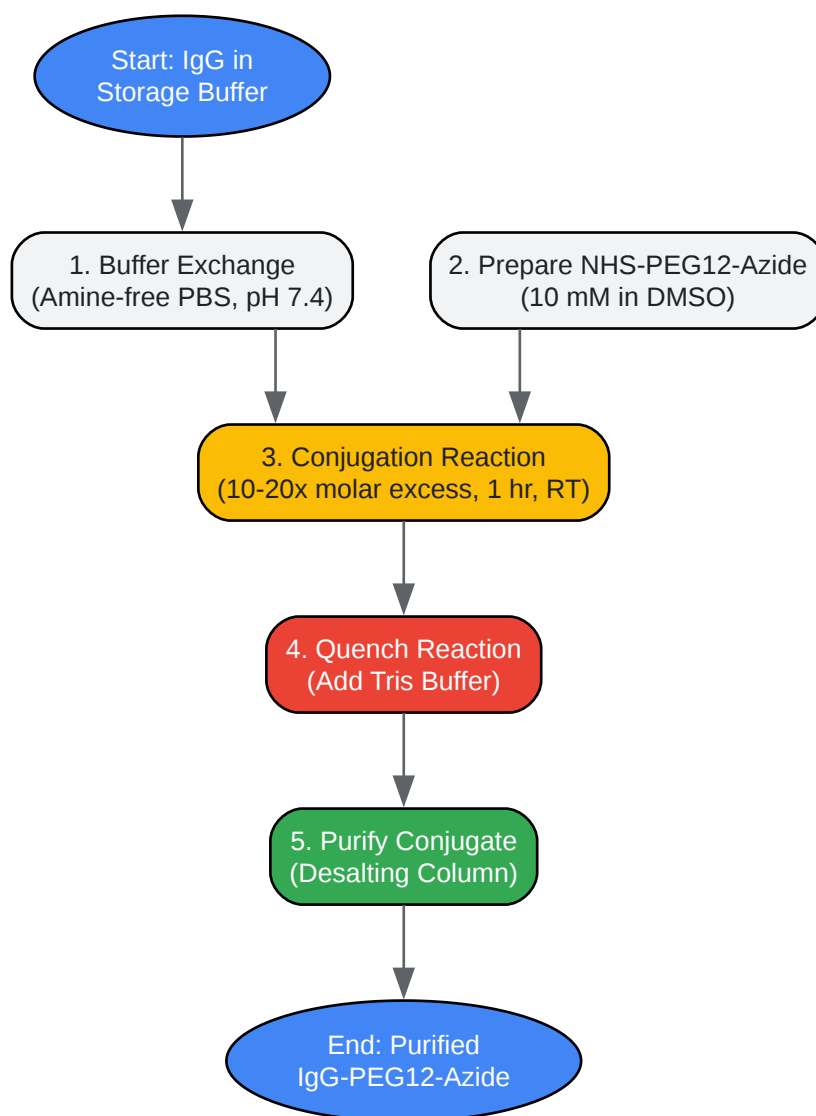 Start: IgG in
Storage Buffer
1. Buffer Exchange
(Amine-free PBS, pH 7.4)
2. Prepare NHS-PEG12-Azide
(10 mM in DMSO)
3. Conjugation Reaction
(10-20x molar excess, 1 hr, RT)
4. Quench Reaction
(Add Tris Buffer)
5. Purify Conjugate
(Desalting Column)
End: Purified
IgG-PEG12-Azide